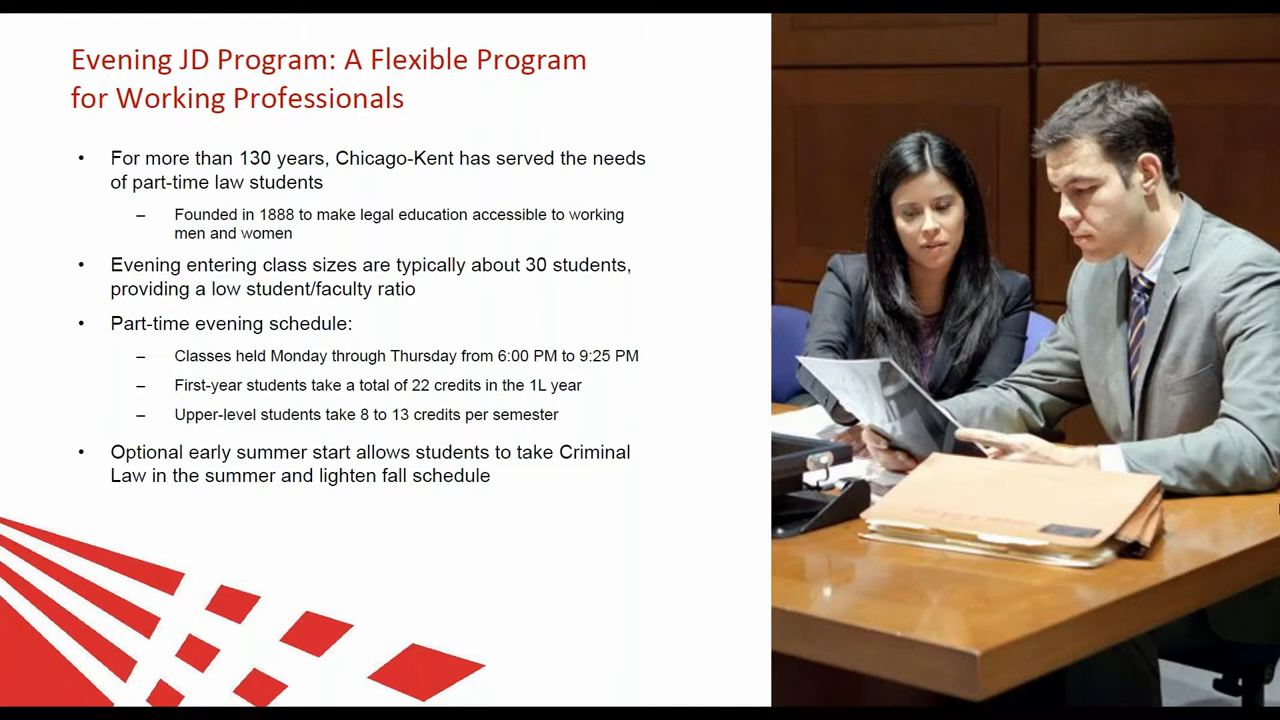 Evening JD Program: A Flexible Program
for Working Professionals
• For more than 130 years, Chicago-Kent has served the needs
of part-time law students
– Founded in 1888 to make legal education accessible to working
men and women
• Evening entering class sizes are typically about 30 students,
providing a low student/faculty ratio
• Part-time evening schedule:
– Classes held Monday through Thursday from 6:00 PM to 9:25 PM
– First-year students take a total of 22 credits in the 1L year
– Upper-level students take 8 to 13 credits per semester
• Optional early summer start allows students to take Criminal
Law in the summer and lighten fall schedule